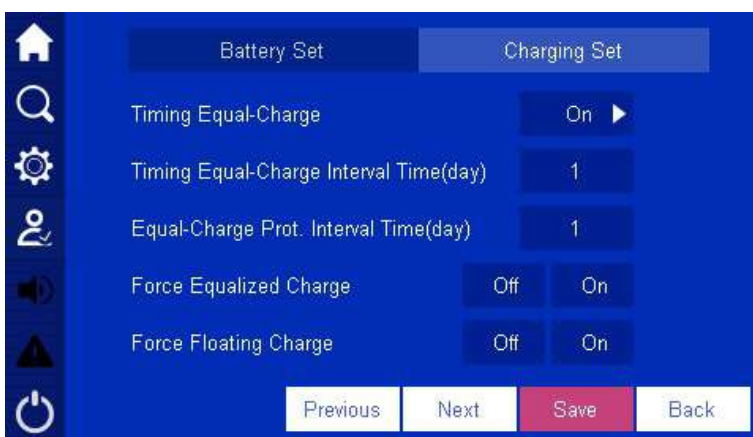 Battery Set Charging Set
Timing Equal-Charge On
Timing Equal-Charge Interval Time(day) 1
Equal-Charge Prot. Interval Time(day) 1
Force Equalized Charge Off On
Force Floating Charge Off On
Previous Next Save Back